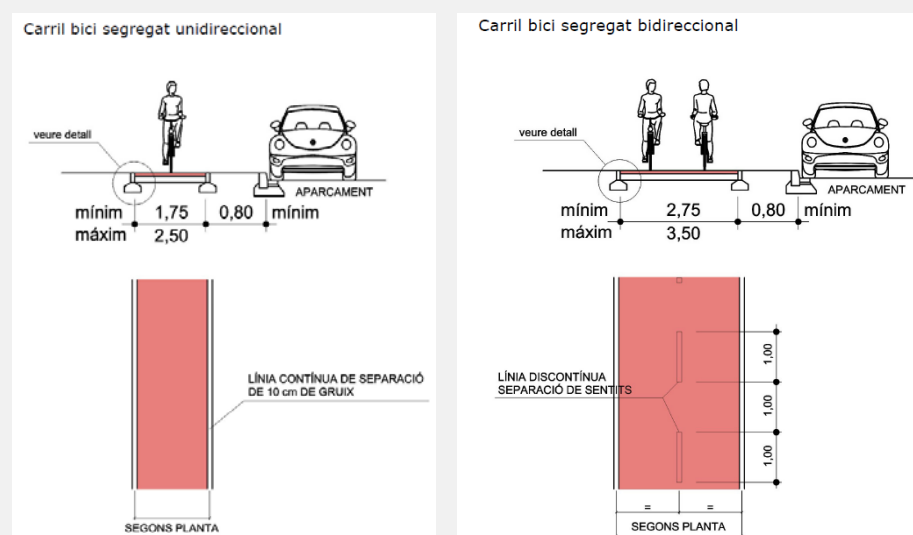 Carril bici segregat unidireccional
veure detall
APARCAMENT
mínim 1,75 0,80 mínim
máxim 2,50
LÍNIA CONTÍNUA DE SEPARACIÓ
DE 10 cm DE GRUIX
SEGONS PLANTA
Carril bici segregat bidireccional
veure detall
APARCAMENT
mínim 2,75 0,80 mínim
máxim 3,50
1,00
LÍNIA DISCONTÍNUA
SEPARACIÓ DE SENTITS
1,00
1,00
= =
SEGONS PLANTA